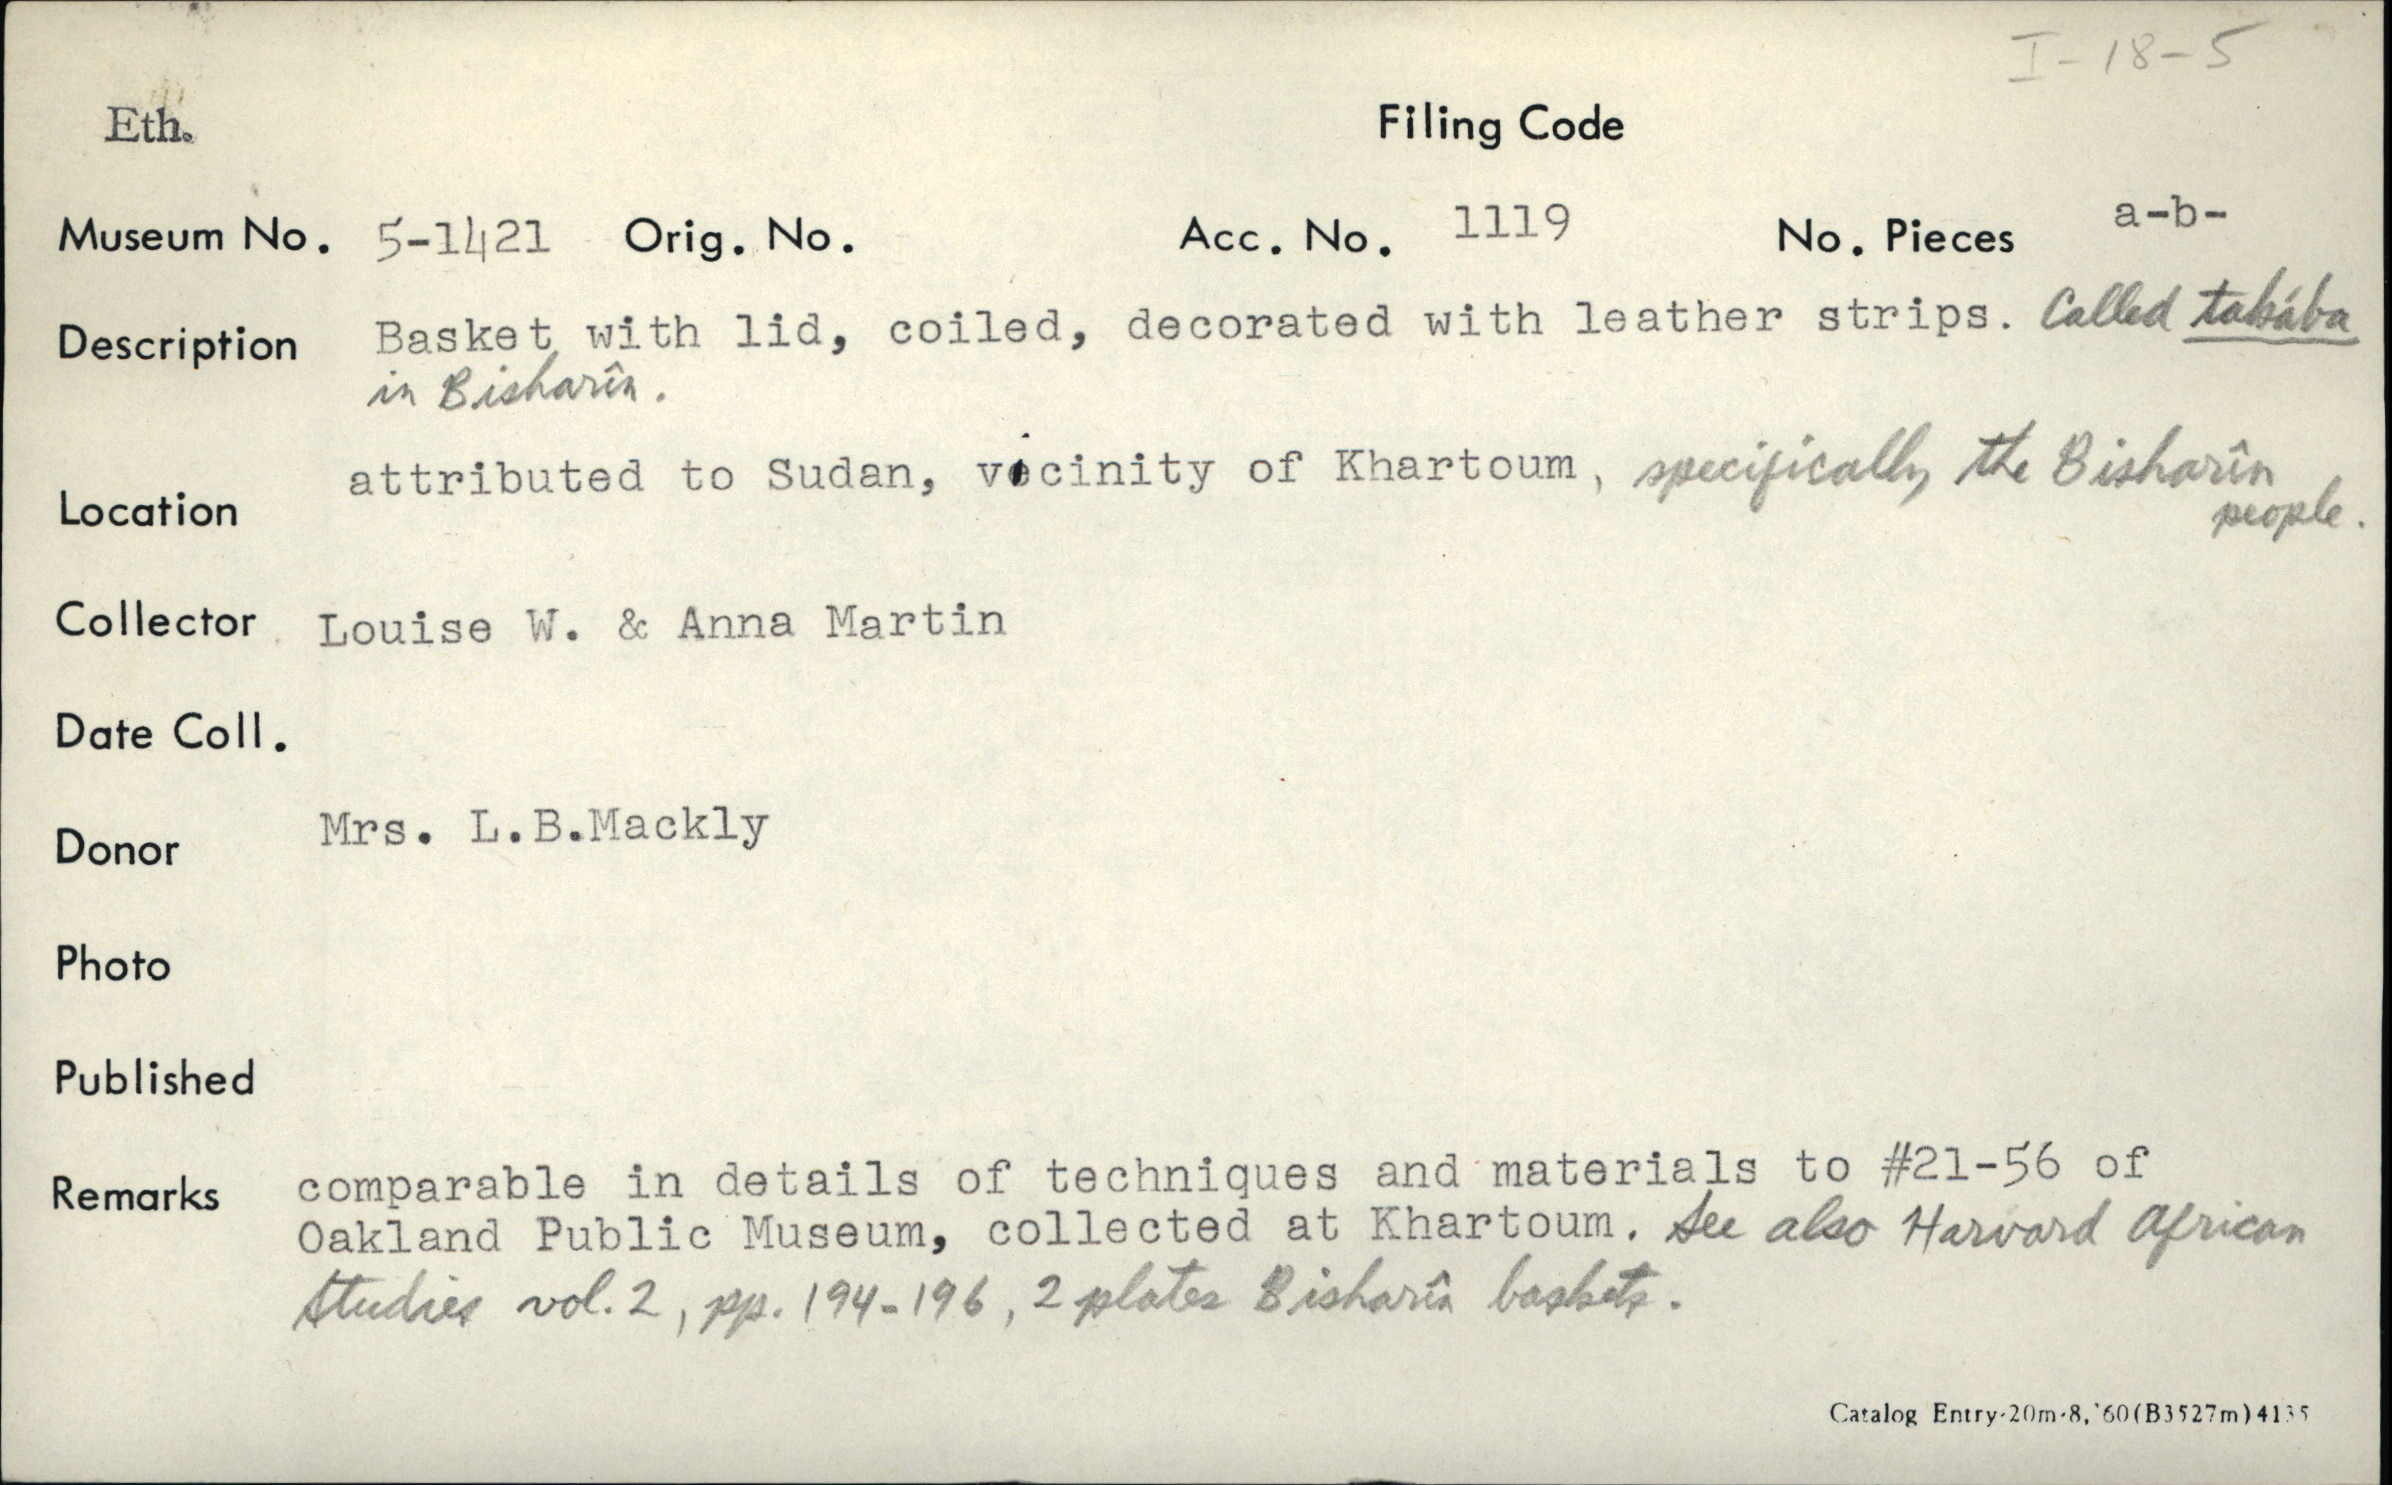 I-18-5
Eth. Filing Code
Museum No. 5-1421 Orig. No. Acc. No. 1119 No. Pieces a-b-
Description Basket with lid, coiled, decorated with leather strips. Called takába
in Bisharîn.
Location attributed to Sudan, vicinity of Khartoum, specifically the Bisharîn
people.
Collector Louise W. & Anna Martin
Date Coll.
Donor Mrs. L.B.Mackly
Photo
Published
Remarks comparable in details of techniques and materials to #21-56 of
Oakland Public Museum, collected at Khartoum. See also Harvard African
Studies vol. 2, pp. 194-196, 2 plates Bisharîn baskets.
Catalog Entry-20m-8,'60(B3527m)4135